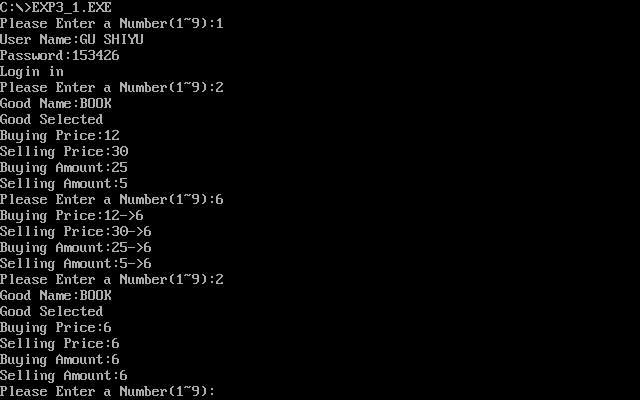 C:\>EXP3_1.EXE
Please Enter a Number(1~9):1
User Name:GU SHIYU
Password:153426
Login in
Please Enter a Number(1~9):2
Good Name:BOOK
Good Selected
Buying Price:12
Selling Price:30
Buying Amount:25
Selling Amount:5
Please Enter a Number(1~9):6
Buying Price:12->6
Selling Price:30->6
Buying Amount:25->6
Selling Amount:5->6
Please Enter a Number(1~9):2
Good Name:BOOK
Good Selected
Buying Price:6
Selling Price:6
Buying Amount:6
Selling Amount:6
Please Enter a Number(1~9):